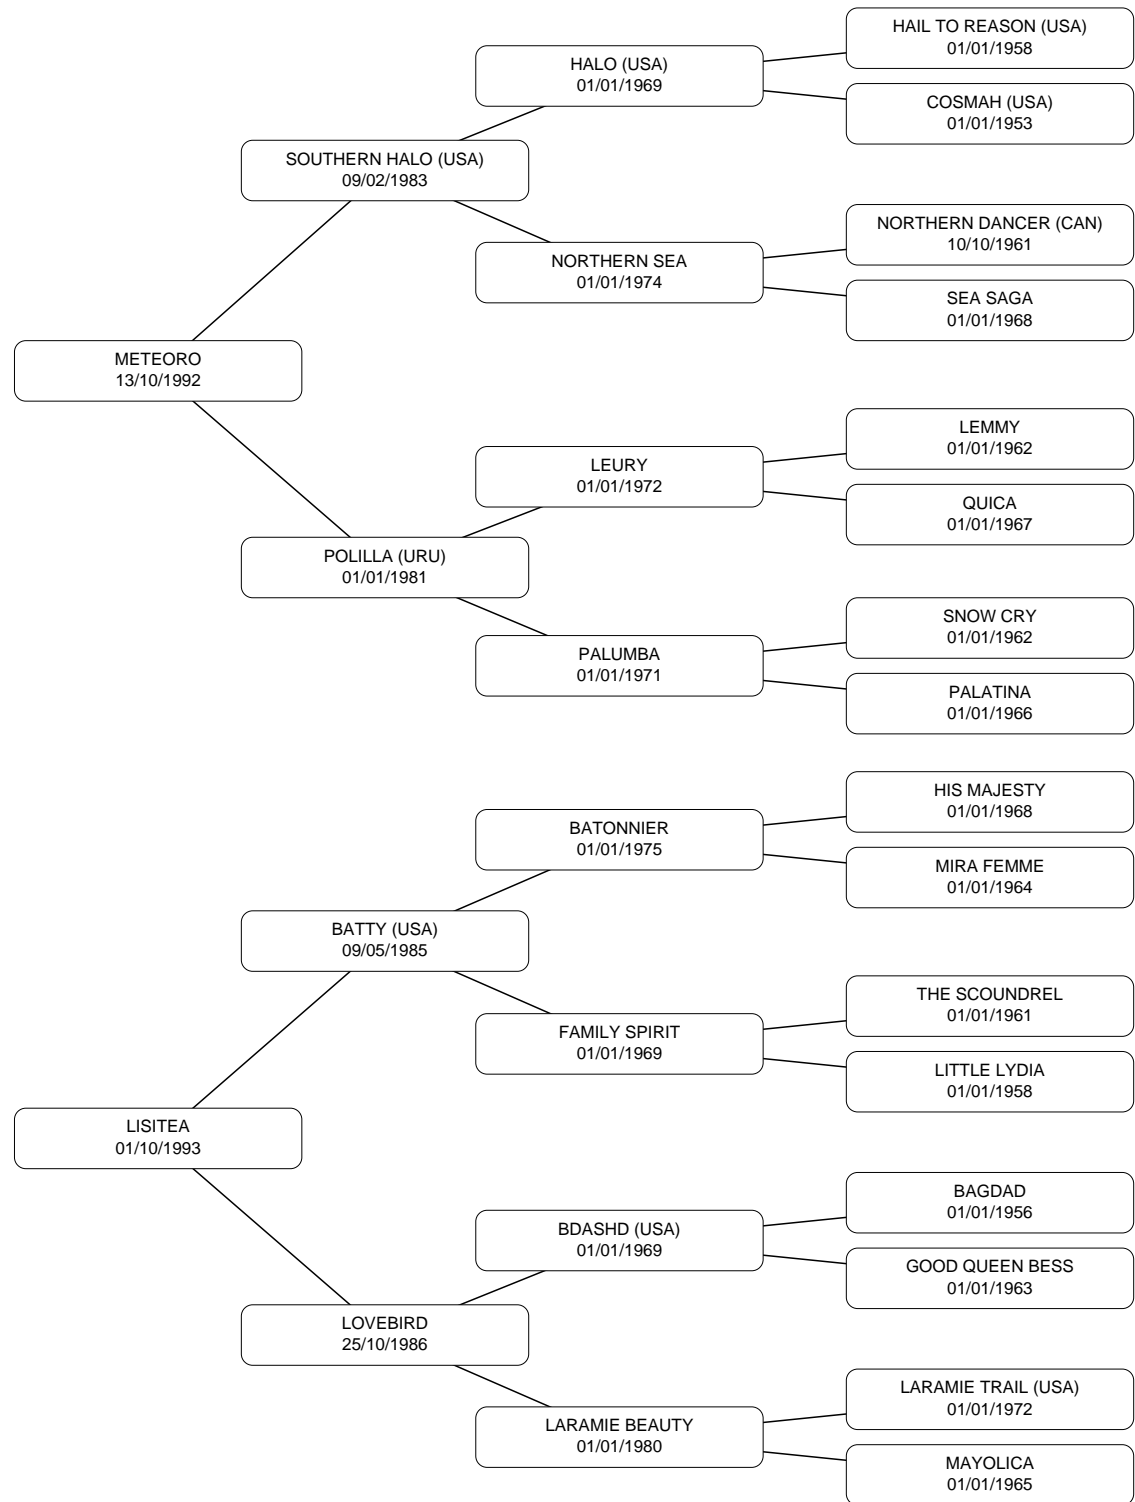 HAIL TO REASON (USA)
01/01/1958
HALO (USA)
01/01/1969
COSMAH (USA)
01/01/1953
SOUTHERN HALO (USA)
09/02/1983
NORTHERN DANCER (CAN)
10/10/1961
NORTHERN SEA
01/01/1974
SEA SAGA
01/01/1968
METEORO
13/10/1992
LEMMY
01/01/1962
LEURY
01/01/1972
QUICA
01/01/1967
POLILLA (URU)
01/01/1981
SNOW CRY
01/01/1962
PALUMBA
01/01/1971
PALATINA
01/01/1966
HIS MAJESTY
01/01/1968
BATONNIER
01/01/1975
MIRA FEMME
01/01/1964
BATTY (USA)
09/05/1985
THE SCOUNDREL
01/01/1961
FAMILY SPIRIT
01/01/1969
LITTLE LYDIA
01/01/1958
LISITEA
01/10/1993
BAGDAD
01/01/1956
BDASHD (USA)
01/01/1969
GOOD QUEEN BESS
01/01/1963
LOVEBIRD
25/10/1986
LARAMIE TRAIL (USA)
01/01/1972
LARAMIE BEAUTY
01/01/1980
MAYOLICA
01/01/1965